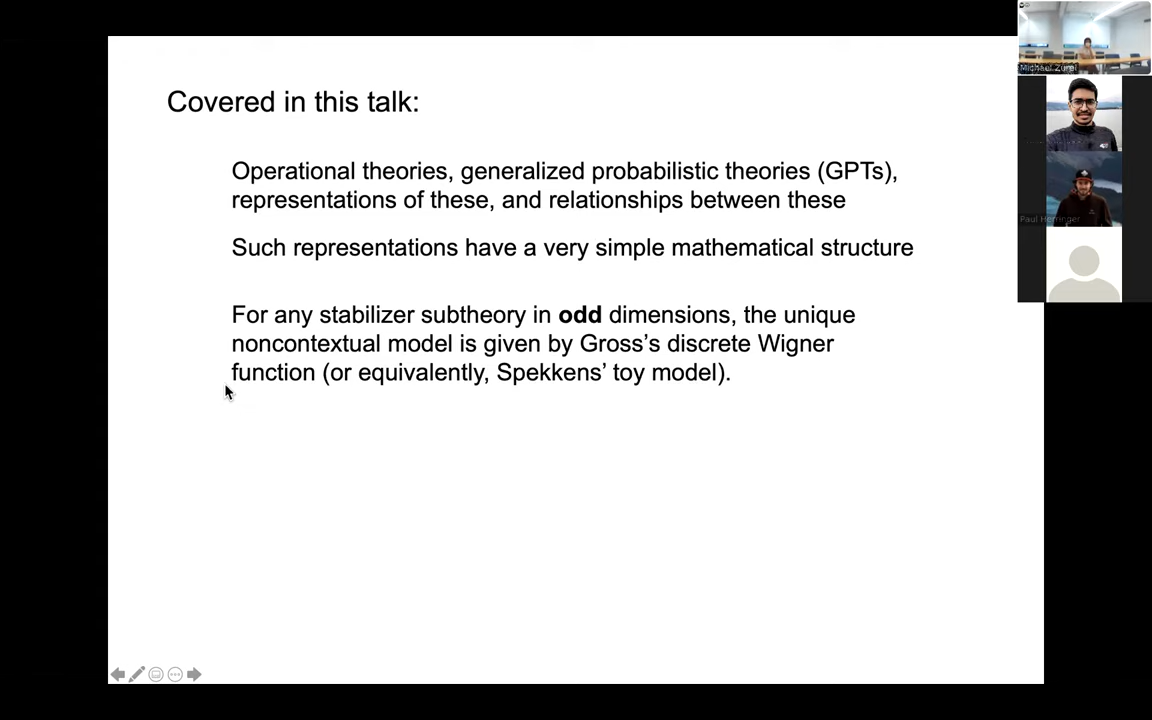 Covered in this talk:
Operational theories, generalized probabilistic theories (GPTs),
representations of these, and relationships between these
Such representations have a very simple mathematical structure
For any stabilizer subtheory in odd dimensions, the unique
noncontextual model is given by Gross’s discrete Wigner
function (or equivalently, Spekkens’ toy model).
Michael Zurel
Paul Herringer